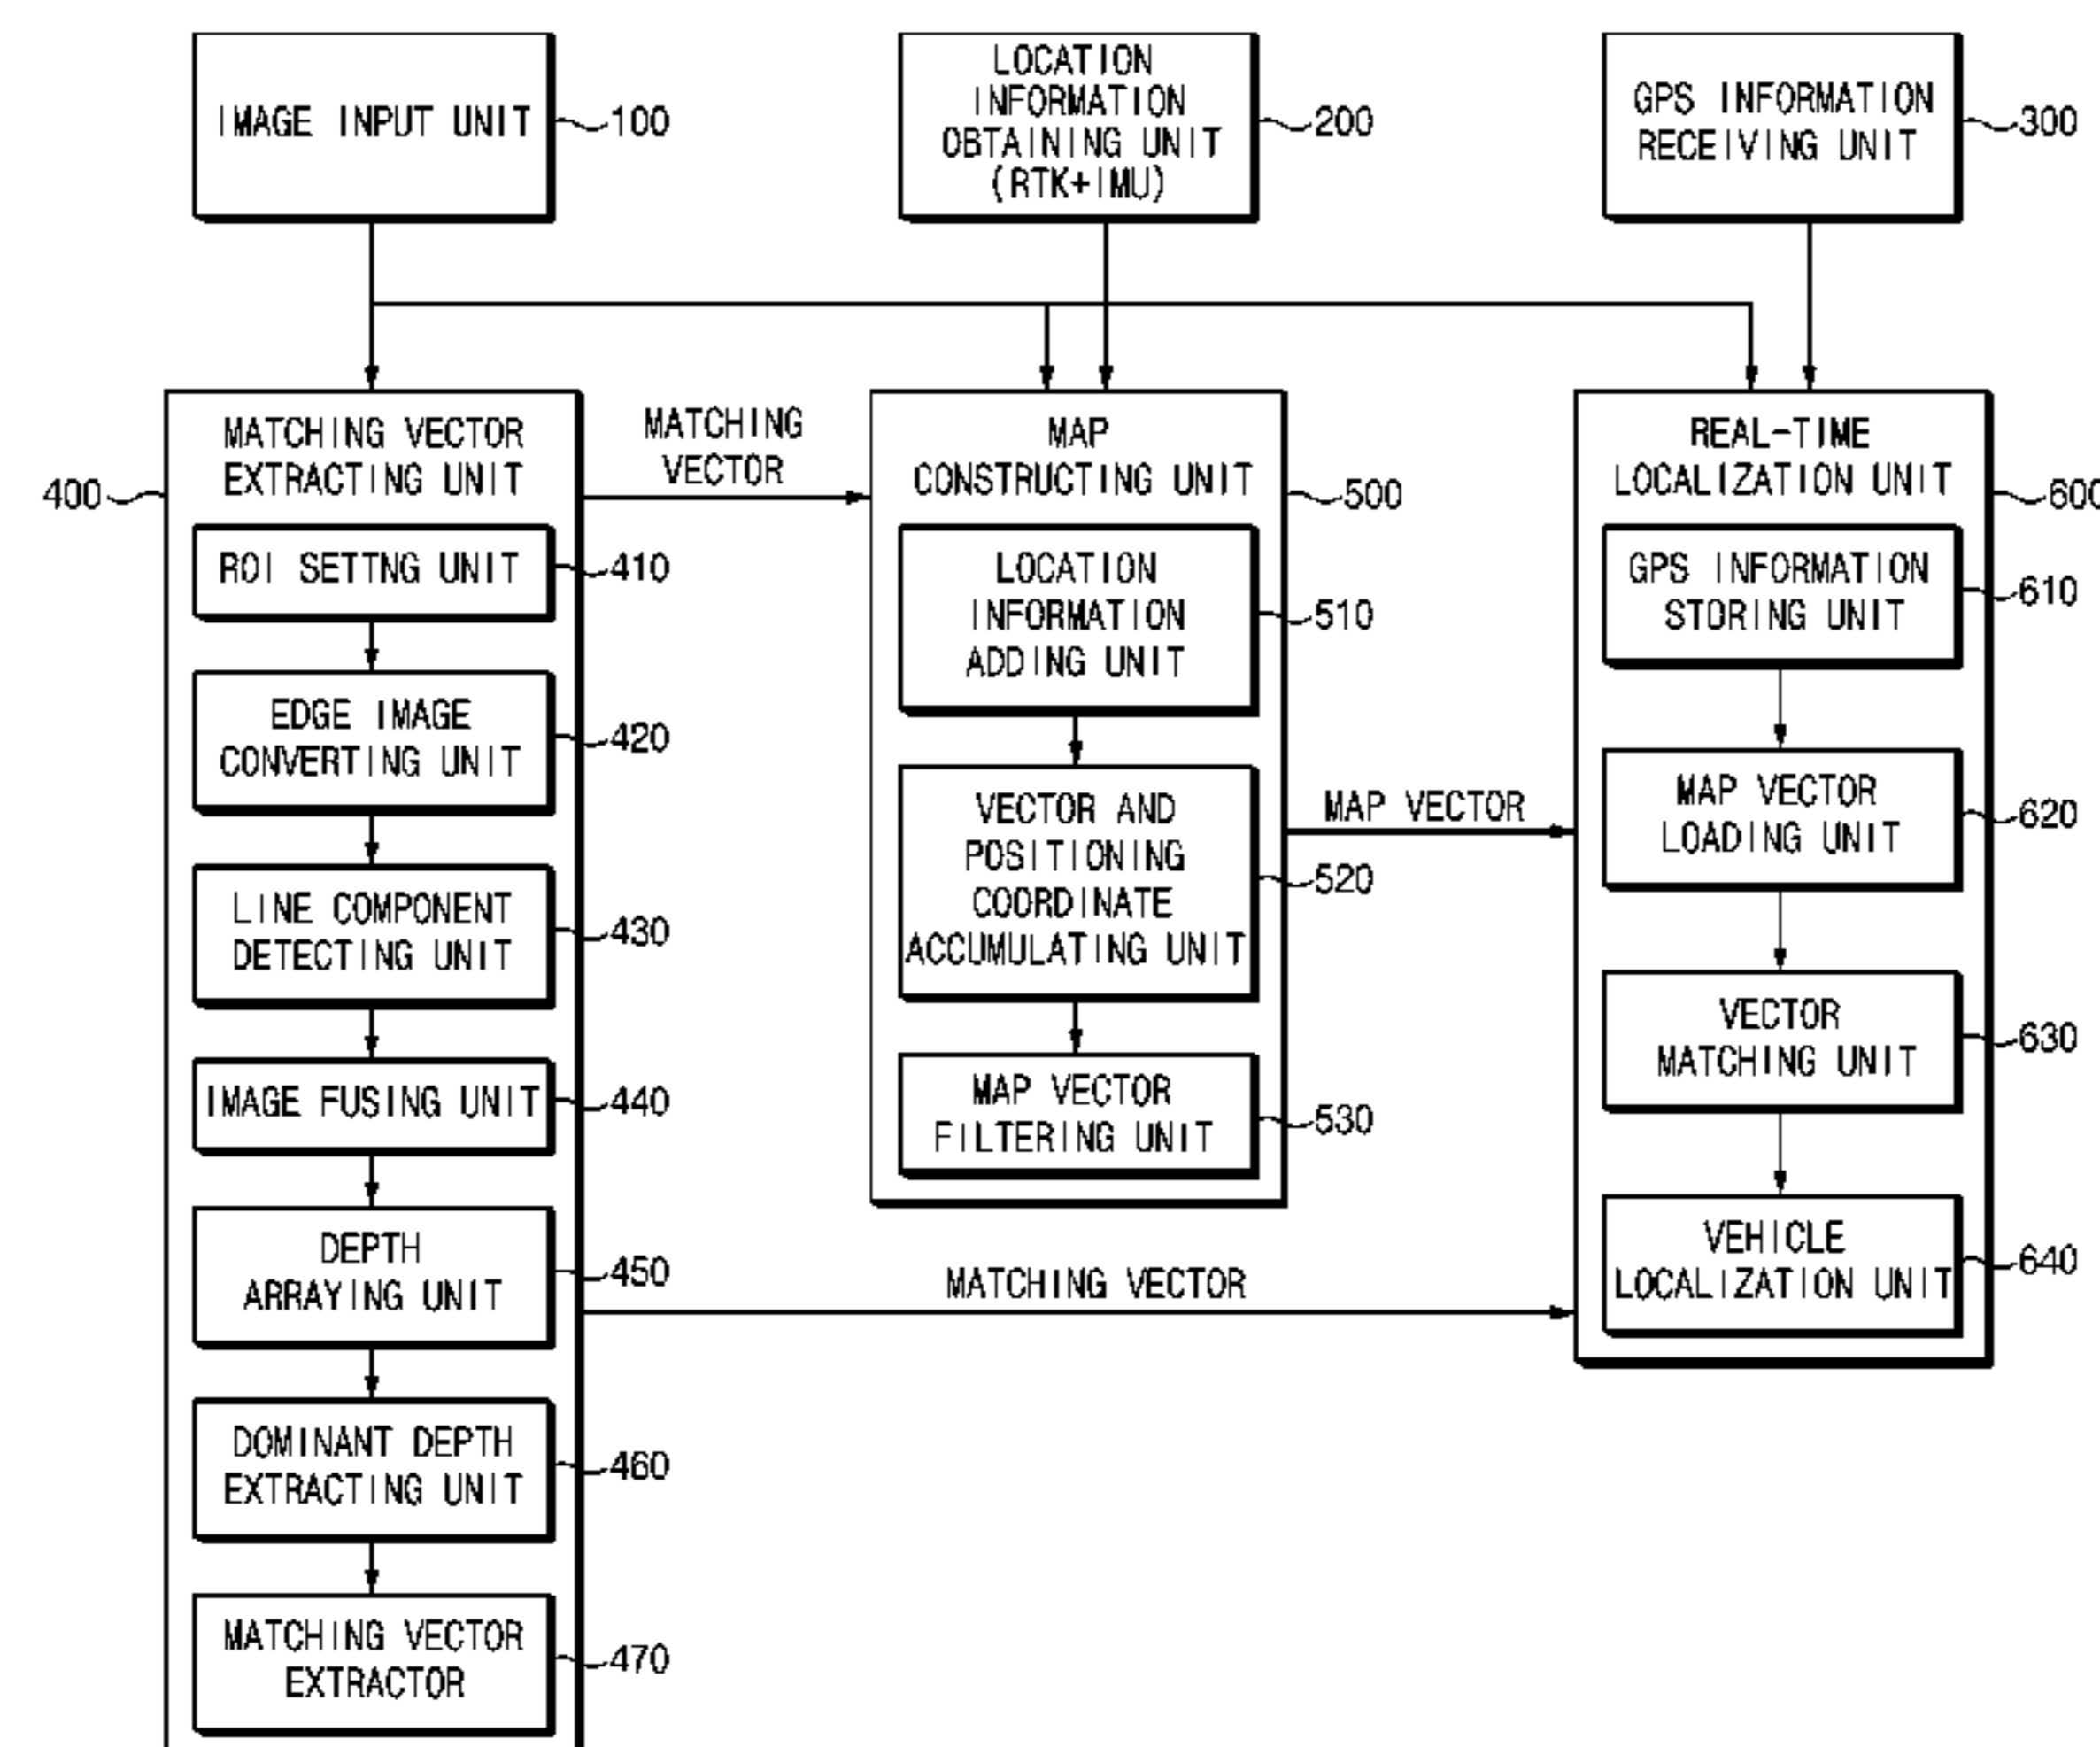 IMAGE INPUT UNIT
100
LOCATION
INFORMATION
OBTAINING UNIT
(RTK+IMU)
200
GPS INFORMATION
RECEIVING UNIT
300
MATCHING VECTOR
EXTRACTING UNIT
400
ROI SETTNG UNIT
410
EDGE IMAGE
CONVERTING UNIT
420
LINE COMPONENT
DETECTING UNIT
430
IMAGE FUSING UNIT
440
DEPTH
ARRAYING UNIT
450
DOMINANT DEPTH
EXTRACTING UNIT
460
MATCHING VECTOR
EXTRACTOR
470
MATCHING
VECTOR
MAP
CONSTRUCTING UNIT
500
LOCATION
INFORMATION
ADDING UNIT
510
VECTOR AND
POSITIONING
COORDINATE
ACCUMULATING UNIT
520
MAP VECTOR
FILTERING UNIT
530
MAP VECTOR
MATCHING VECTOR
REAL-TIME
LOCALIZATION UNIT
600
GPS INFORMATION
STORING UNIT
610
MAP VECTOR
LOADING UNIT
620
VECTOR
MATCHING UNIT
630
VEHICLE
LOCALIZATION UNIT
640